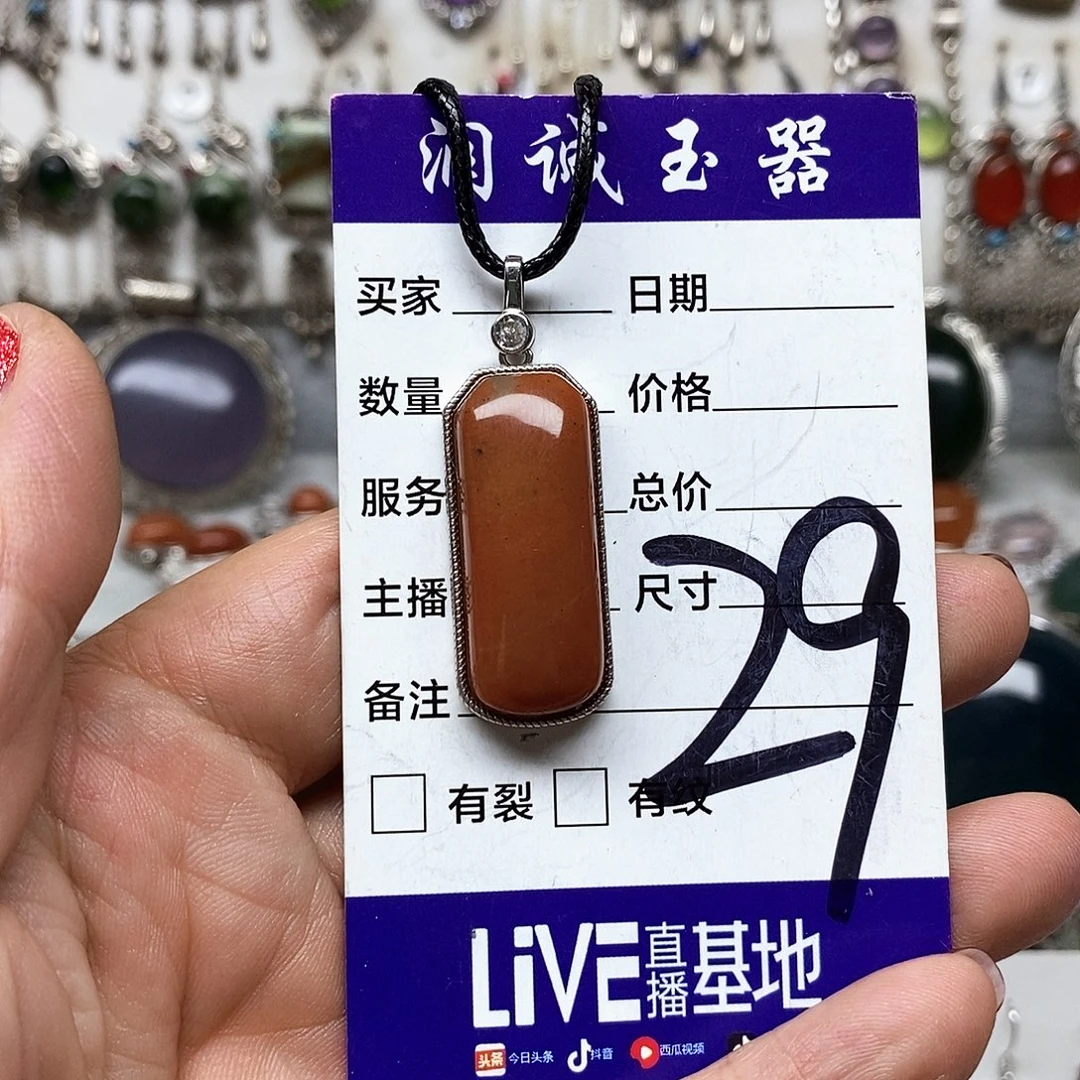 润诚玉器
买家 日期
数量 价格
服务 总价
主播 尺寸
备注
29
有裂 有纹
LiVE直播基地
头条 今日头条 抖音 西瓜视频